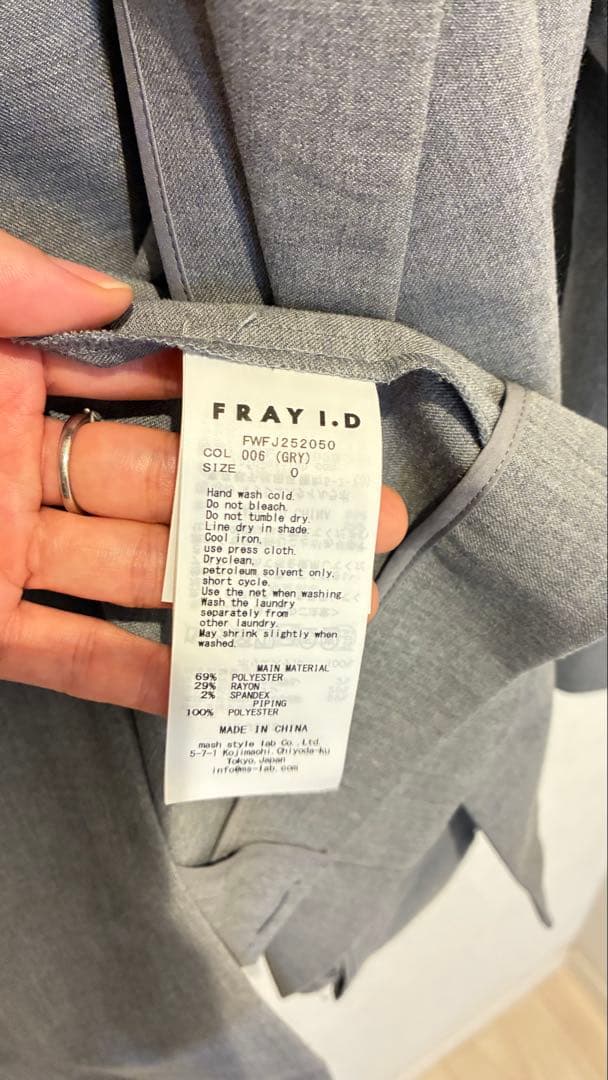 FRAY I.D
FWFJ252050
COL 006 (GRY)
SIZE 0
Hand wash cold.
Do not bleach.
Do not tumble dry.
Line dry in shade.
Cool iron,
use press cloth.
Dryclean,
petroleum solvent only,
short cycle.
Use the net when washing.
Wash the laundry
separately from
other laundry.
May shrink slightly when
washed.
MAIN MATERIAL
69% POLYESTER
29% RAYON
2% SPANDEX
PIPING
100% POLYESTER
MADE IN CHINA
mash style lab Co., Ltd.
5-7-1 Kojimachi, Chiyoda-ku
Tokyo, Japan
info@ms-lab.com